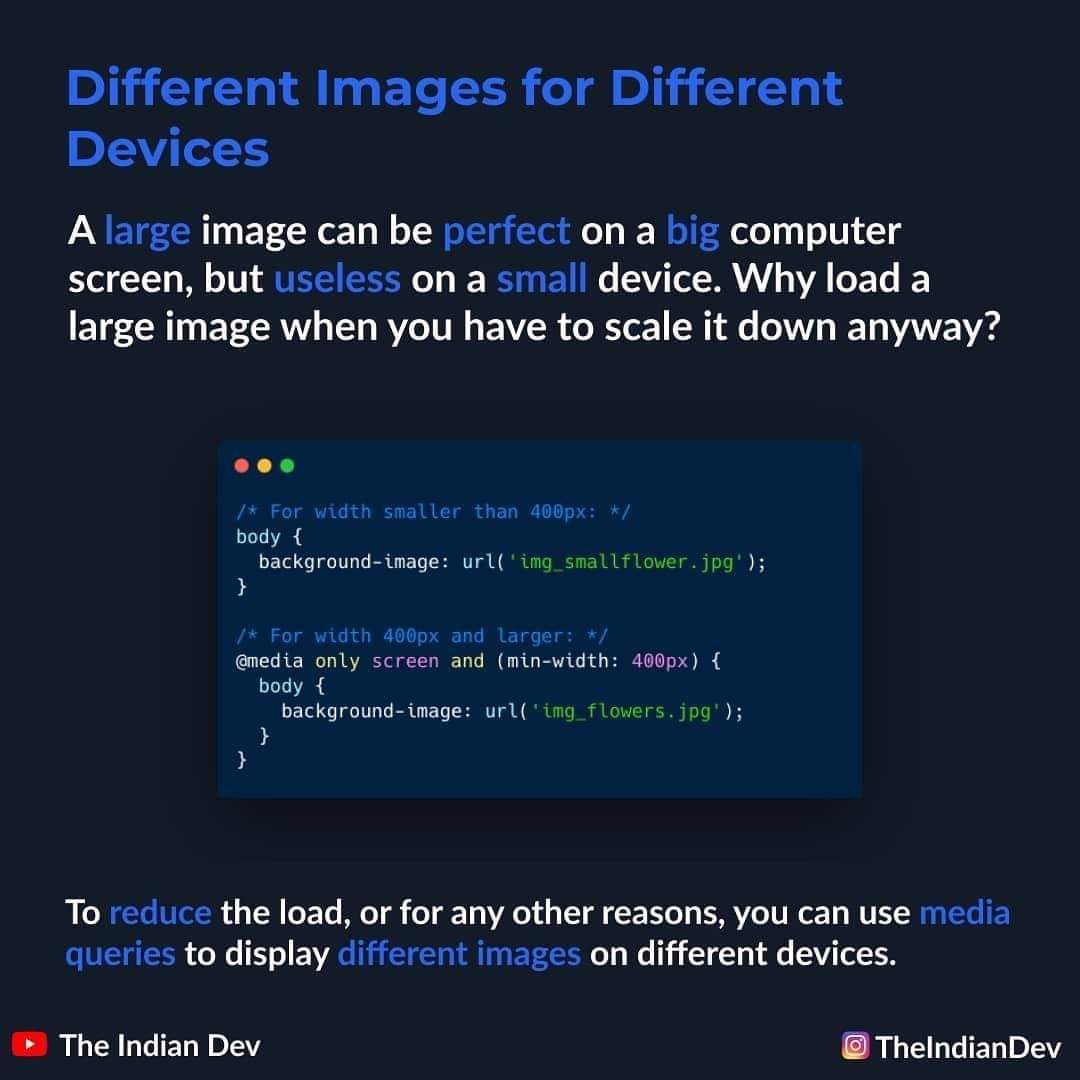 Different Images for Different
Devices
A large image can be perfect on a big computer
screen, but useless on a small device. Why load a
large image when you have to scale it down anyway?
/* For width smaller than 400px: */
body {
  background-image: url('img_smallflower.jpg');
}
/* For width 400px and larger: */
@media only screen and (min-width: 400px) {
  body {
    background-image: url('img_flowers.jpg');
  }
}
To reduce the load, or for any other reasons, you can use media
queries to display different images on different devices.
The Indian Dev
TheIndianDev